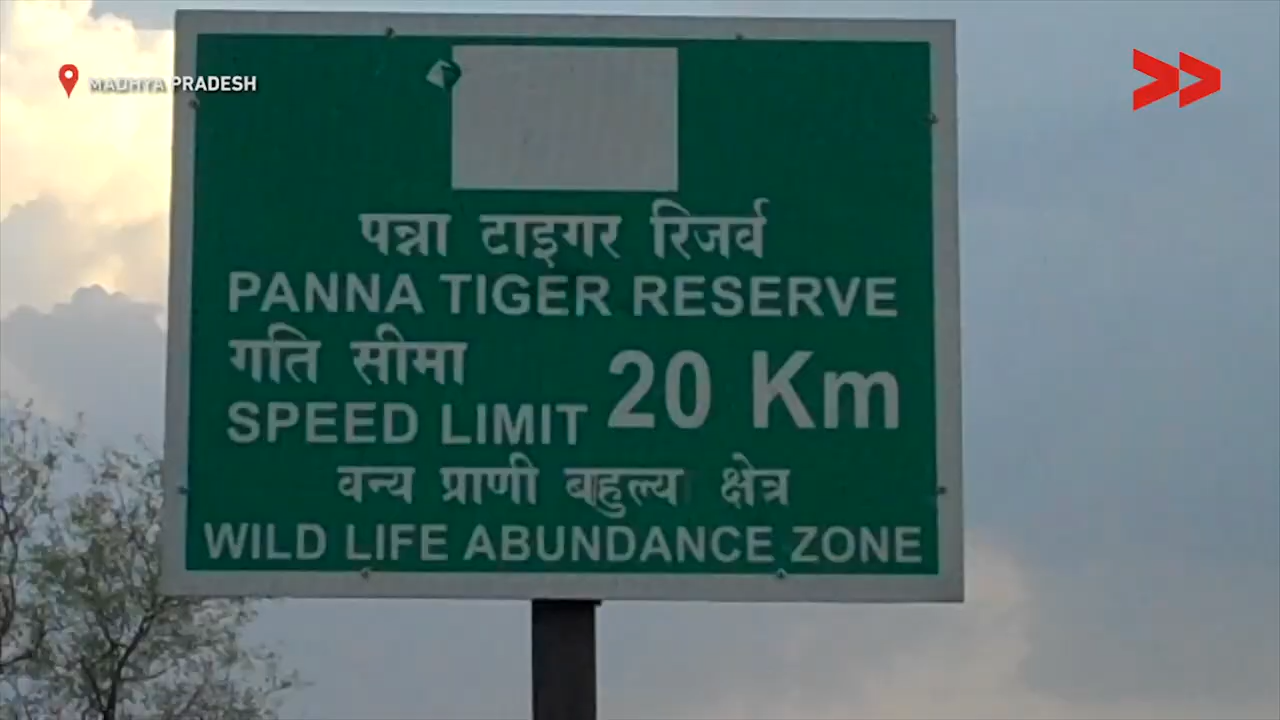 MADHYA PRADESH
पन्ना टाइगर रिजर्व
PANNA TIGER RESERVE
गति सीमा
SPEED LIMIT
20 Km
वन्य प्राणी बाहुल्य क्षेत्र
WILD LIFE ABUNDANCE ZONE